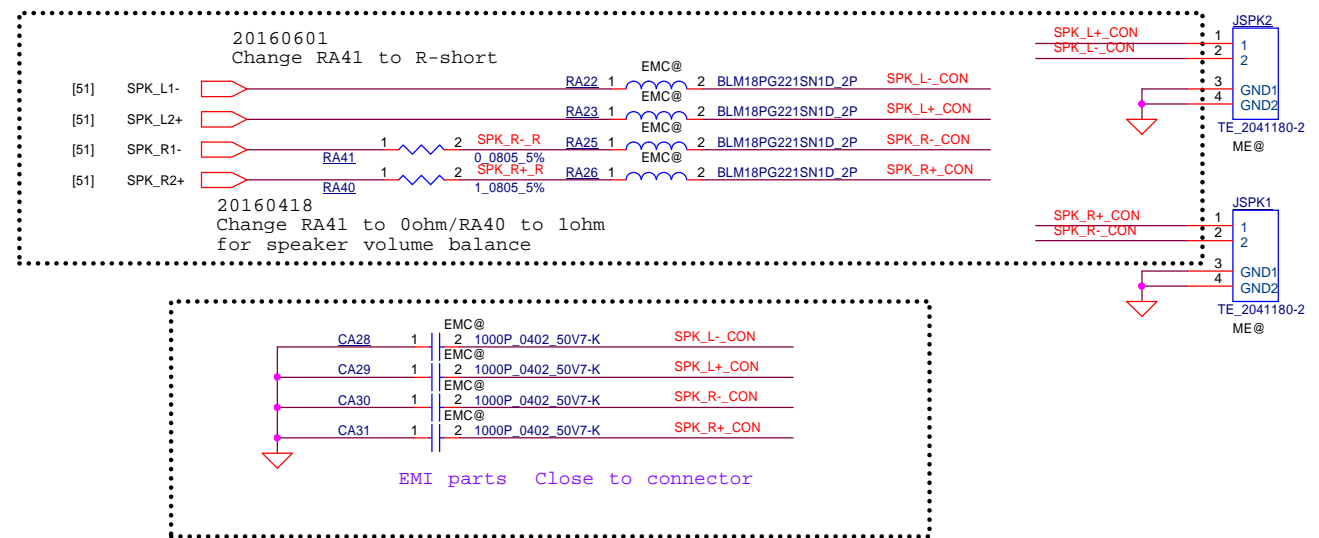 20160601
Change RA41 to R-short
[51] SPK_L1- RA22 1 EMC@ 2 BLM18PG221SN1D_2P SPK_L-_CON
[51] SPK_L2+ RA23 1 EMC@ 2 BLM18PG221SN1D_2P SPK_L+_CON
[51] SPK_R1- RA41 1 2 SPK_R-_R 0_0805_5% RA25 1 EMC@ 2 BLM18PG221SN1D_2P SPK_R-_CON
[51] SPK_R2+ RA40 1 2 SPK_R+_R 1_0805_5% RA26 1 EMC@ 2 BLM18PG221SN1D_2P SPK_R+_CON
20160418
Change RA41 to 0ohm/RA40 to 1ohm
for speaker volume balance
JSPK2
SPK_L+_CON 1 1
SPK_L-_CON 2 2
3 GND1
4 GND2
TE_2041180-2
ME@
JSPK1
SPK_R+_CON 1 1
SPK_R-_CON 2 2
3 GND1
4 GND2
TE_2041180-2
ME@
EMC@
CA28 1 2 1000P_0402_50V7-K SPK_L-_CON
EMC@
CA29 1 2 1000P_0402_50V7-K SPK_L+_CON
EMC@
CA30 1 2 1000P_0402_50V7-K SPK_R-_CON
EMC@
CA31 1 2 1000P_0402_50V7-K SPK_R+_CON
EMI parts Close to connector